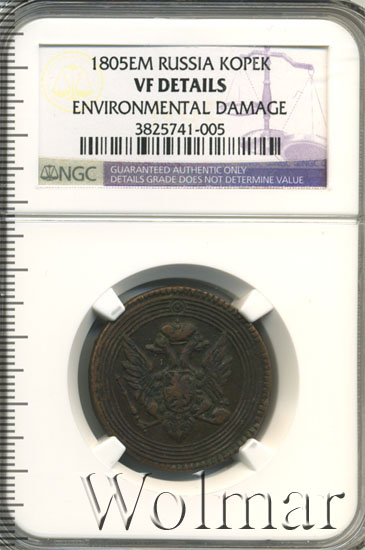 1805EM RUSSIA KOPEK
VF DETAILS
ENVIRONMENTAL DAMAGE
3825741-005
NGC
GUARANTEED AUTHENTIC ONLY
DETAILS GRADE DOES NOT DETERMINE VALUE
Wolmar